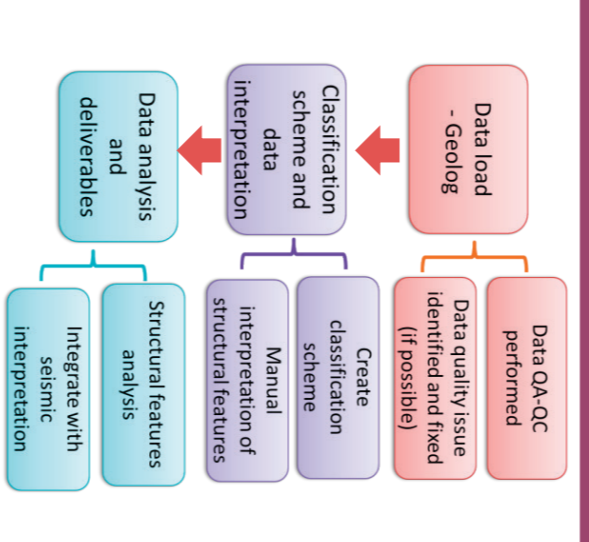 Data load
- Geolog
Data QA-QC
performed
Data quality issue
identified and fixed
(if possible)
Classification
scheme and
data
interpretation
Create
classification
scheme
Manual
interpretation of
structural features
Data analysis
and
deliverables
Structural features
analysis
Integrate with
seismic
interpretation